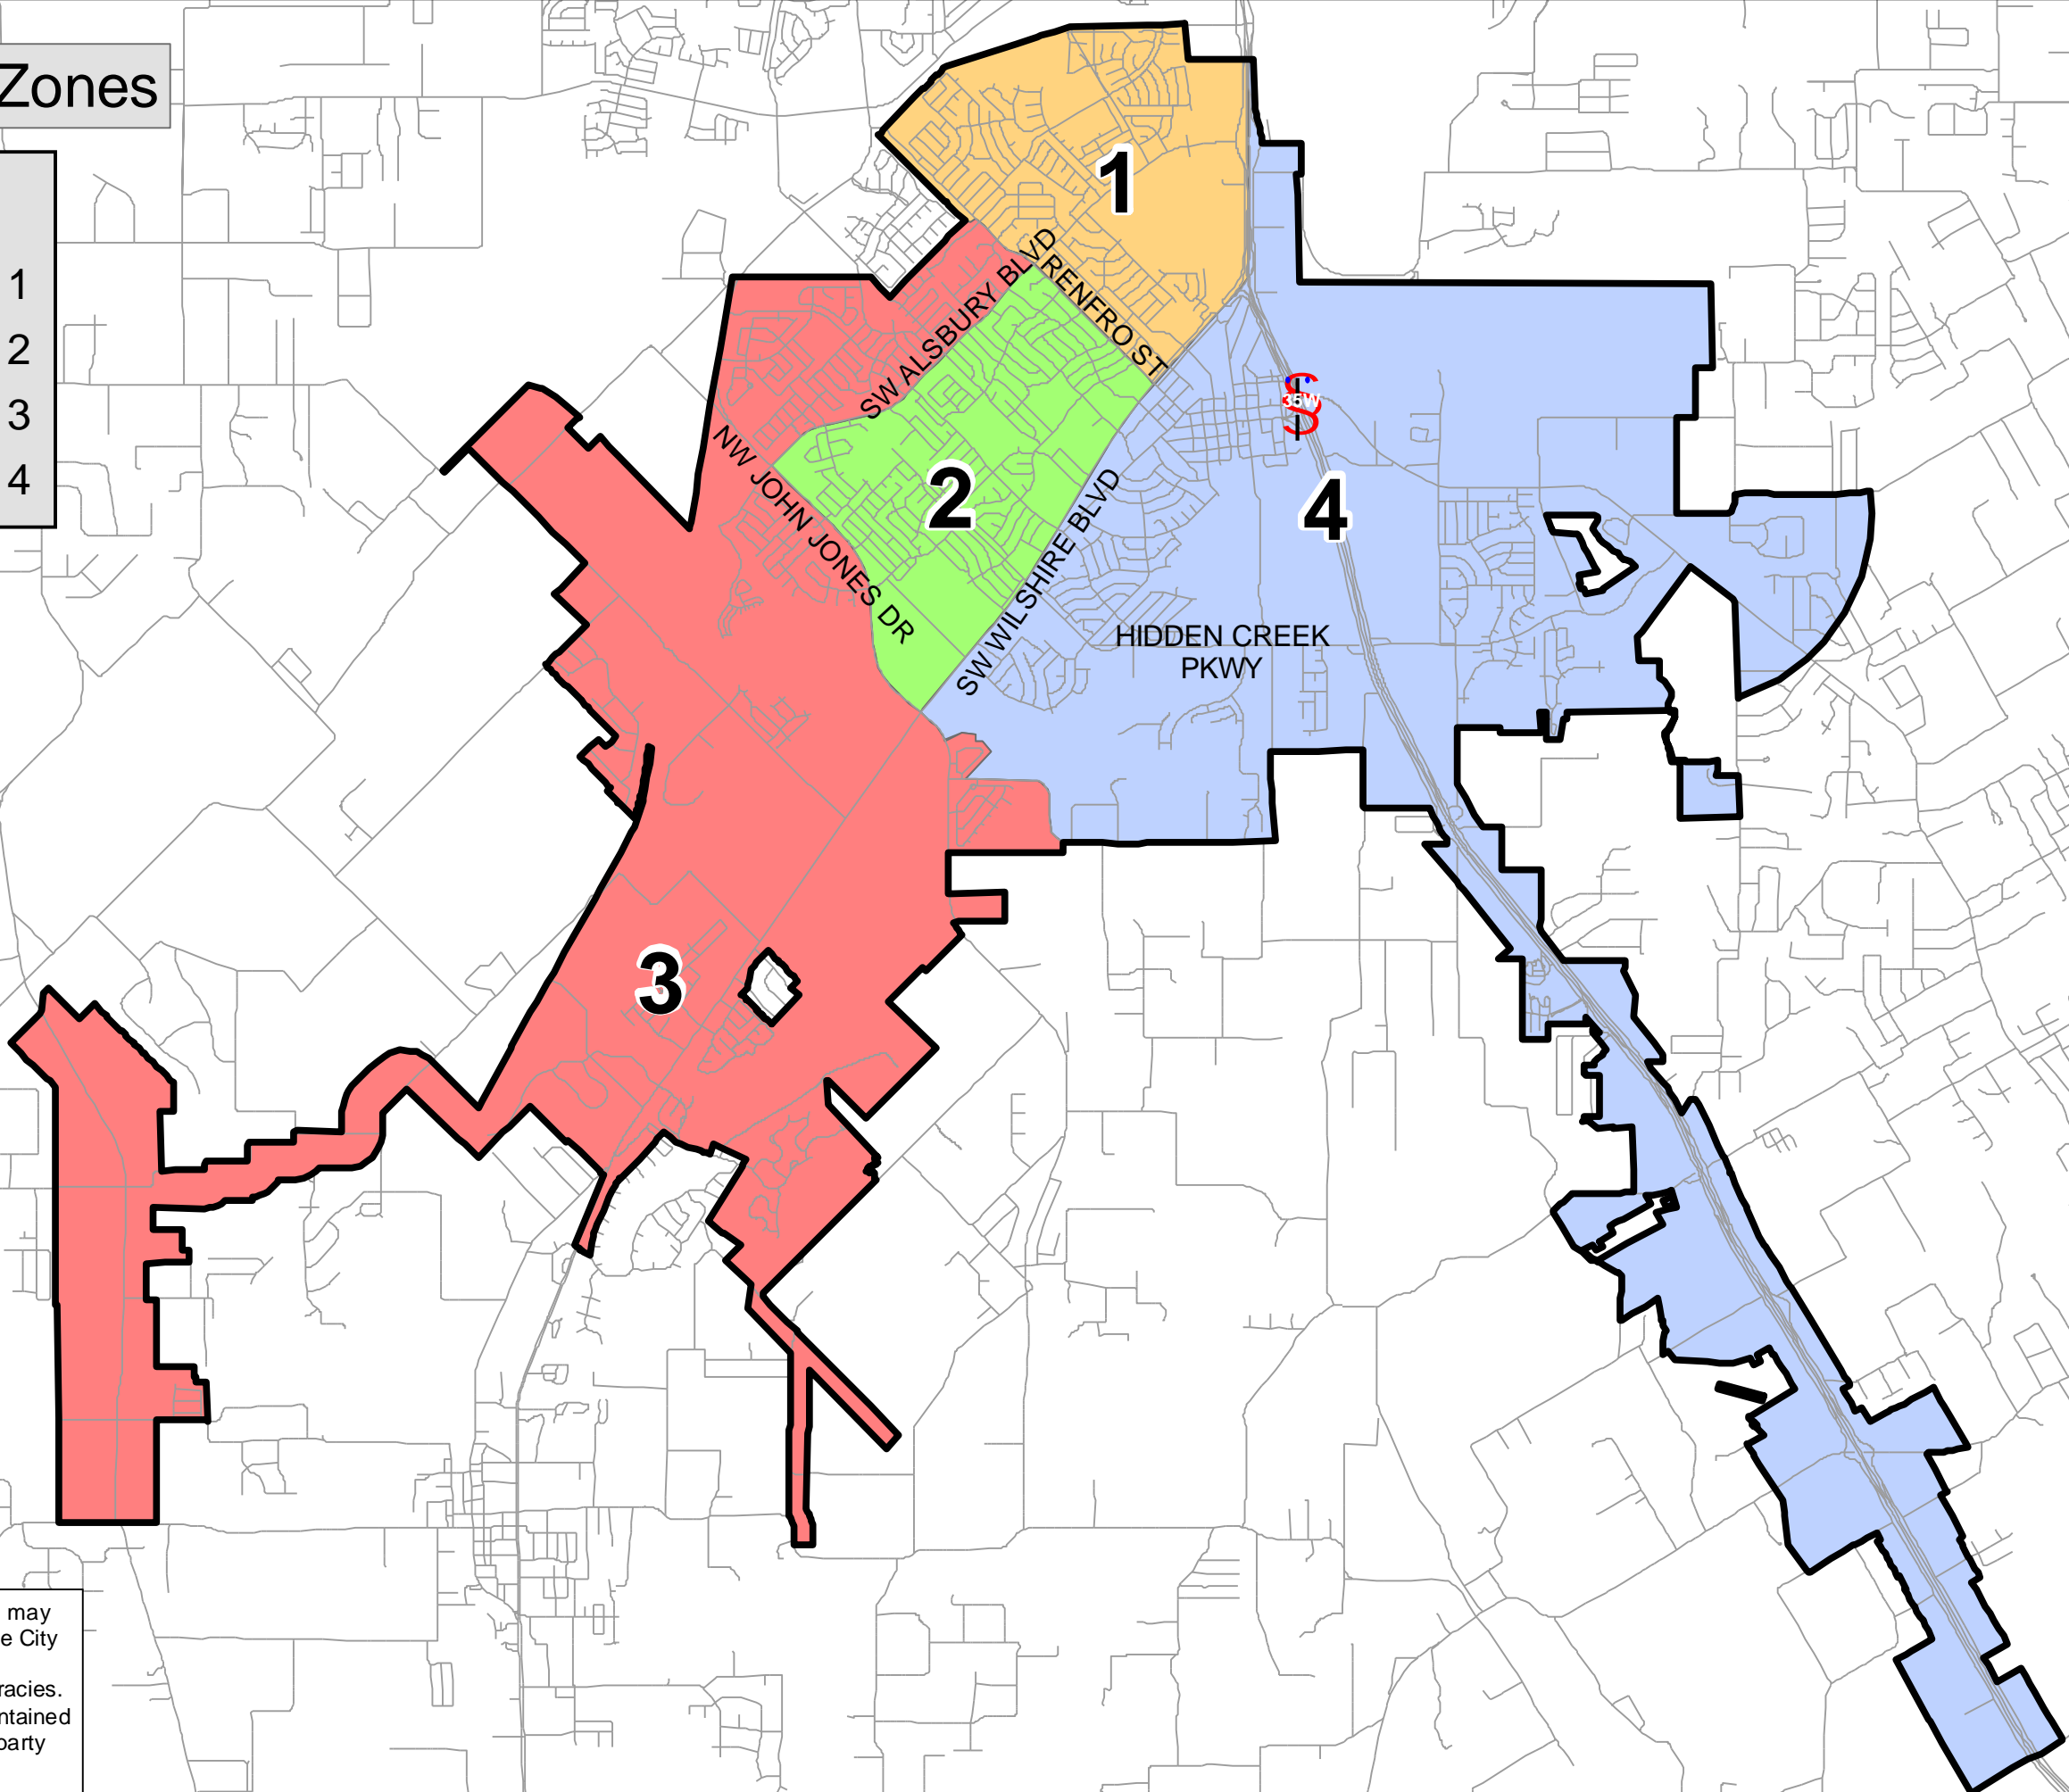 Zones
1
2
3
4
1
2
3
4
SW ALSBURY BLVD
RENFRO ST
NW JOHN JONES DR
SW WILSHIRE BLVD
HIDDEN CREEK
PKWY
35W
may
e City
racies.
ntained
party